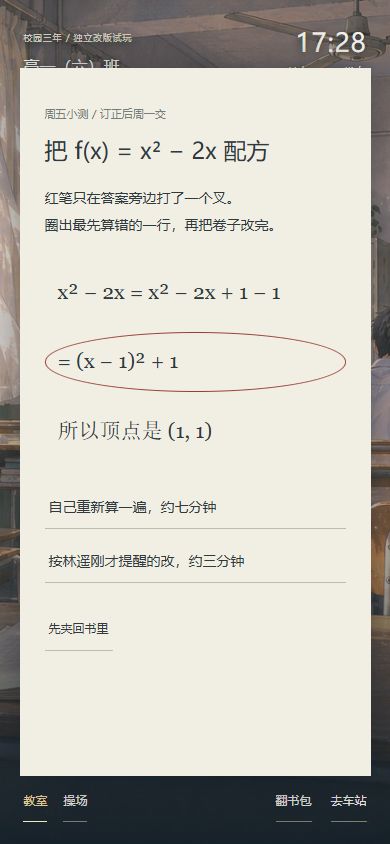 校园三年 / 独立改版试玩
17:28
高一（六）班
周五小测 / 订正后周一交
把 f(x) = x² − 2x 配方
红笔只在答案旁边打了一个叉。
圈出最先算错的一行，再把卷子改完。
x² − 2x = x² − 2x + 1 − 1
= (x − 1)² + 1
所以顶点是 (1, 1)
自己重新算一遍，约七分钟
按林遥刚才提醒的改，约三分钟
先夹回书里
教室 操场 翻书包 去车站